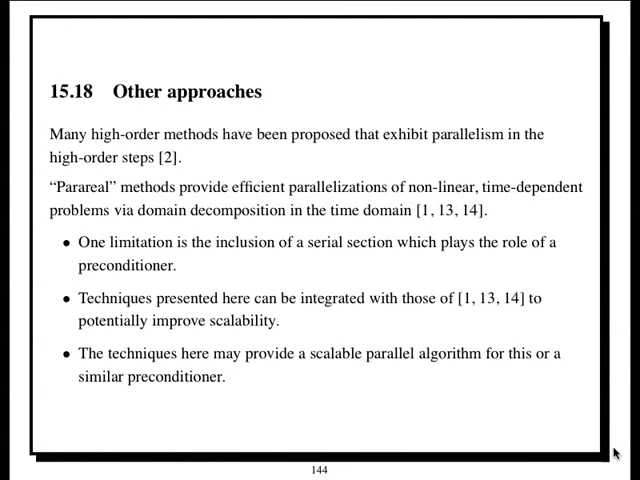 15.18 Other approaches
Many high-order methods have been proposed that exhibit parallelism in the
high-order steps [2].
“Parareal” methods provide efficient parallelizations of non-linear, time-dependent
problems via domain decomposition in the time domain [1, 13, 14].
• One limitation is the inclusion of a serial section which plays the role of a
preconditioner.
• Techniques presented here can be integrated with those of [1, 13, 14] to
potentially improve scalability.
• The techniques here may provide a scalable parallel algorithm for this or a
similar preconditioner.
144